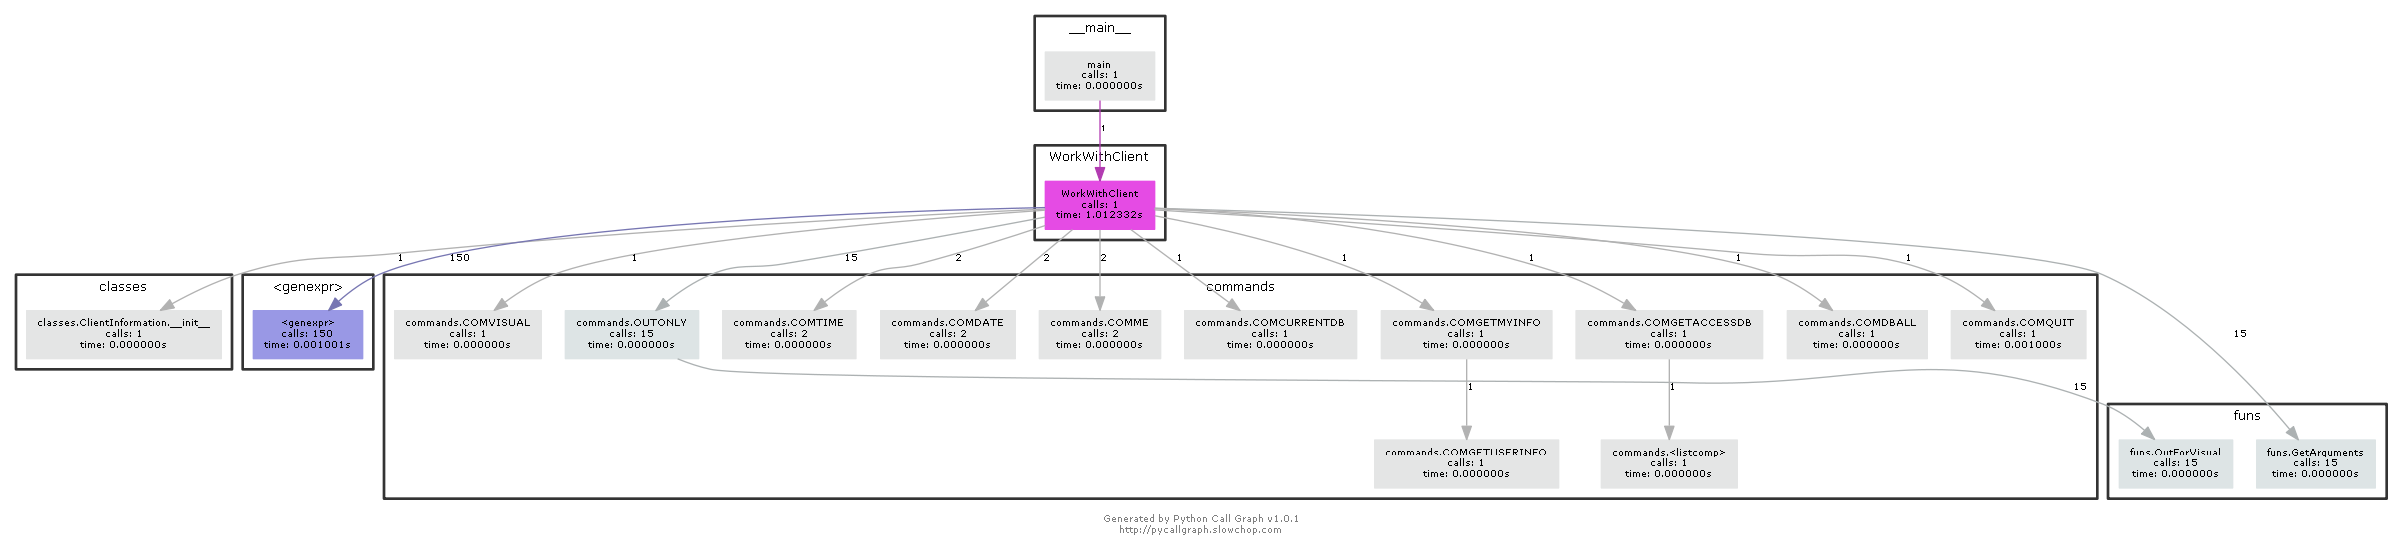 __main__
main
calls: 1
time: 0.000000s
1
WorkWithClient
WorkWithClient
calls: 1
time: 1.012332s
1
150
1
15
2
2
2
1
1
1
1
1
15
classes
classes.ClientInformation.__init__
calls: 1
time: 0.000000s
<genexpr>
<genexpr>
calls: 150
time: 0.001001s
commands
commands.COMVISUAL
calls: 1
time: 0.000000s
commands.OUTONLY
calls: 15
time: 0.000000s
commands.COMTIME
calls: 2
time: 0.000000s
commands.COMDATE
calls: 2
time: 0.000000s
commands.COMME
calls: 2
time: 0.000000s
commands.COMCURRENTDB
calls: 1
time: 0.000000s
commands.COMGETMYINFO
calls: 1
time: 0.000000s
commands.COMGETACCESSDB
calls: 1
time: 0.000000s
commands.COMDBALL
calls: 1
time: 0.000000s
commands.COMQUIT
calls: 1
time: 0.001000s
1
1
15
commands.COMGETUSERINFO
calls: 1
time: 0.000000s
commands.<listcomp>
calls: 1
time: 0.000000s
funs
funs.OutForVisual
calls: 15
time: 0.000000s
funs.GetArguments
calls: 15
time: 0.000000s
Generated by Python Call Graph v1.0.1
http://pycallgraph.slowchop.com